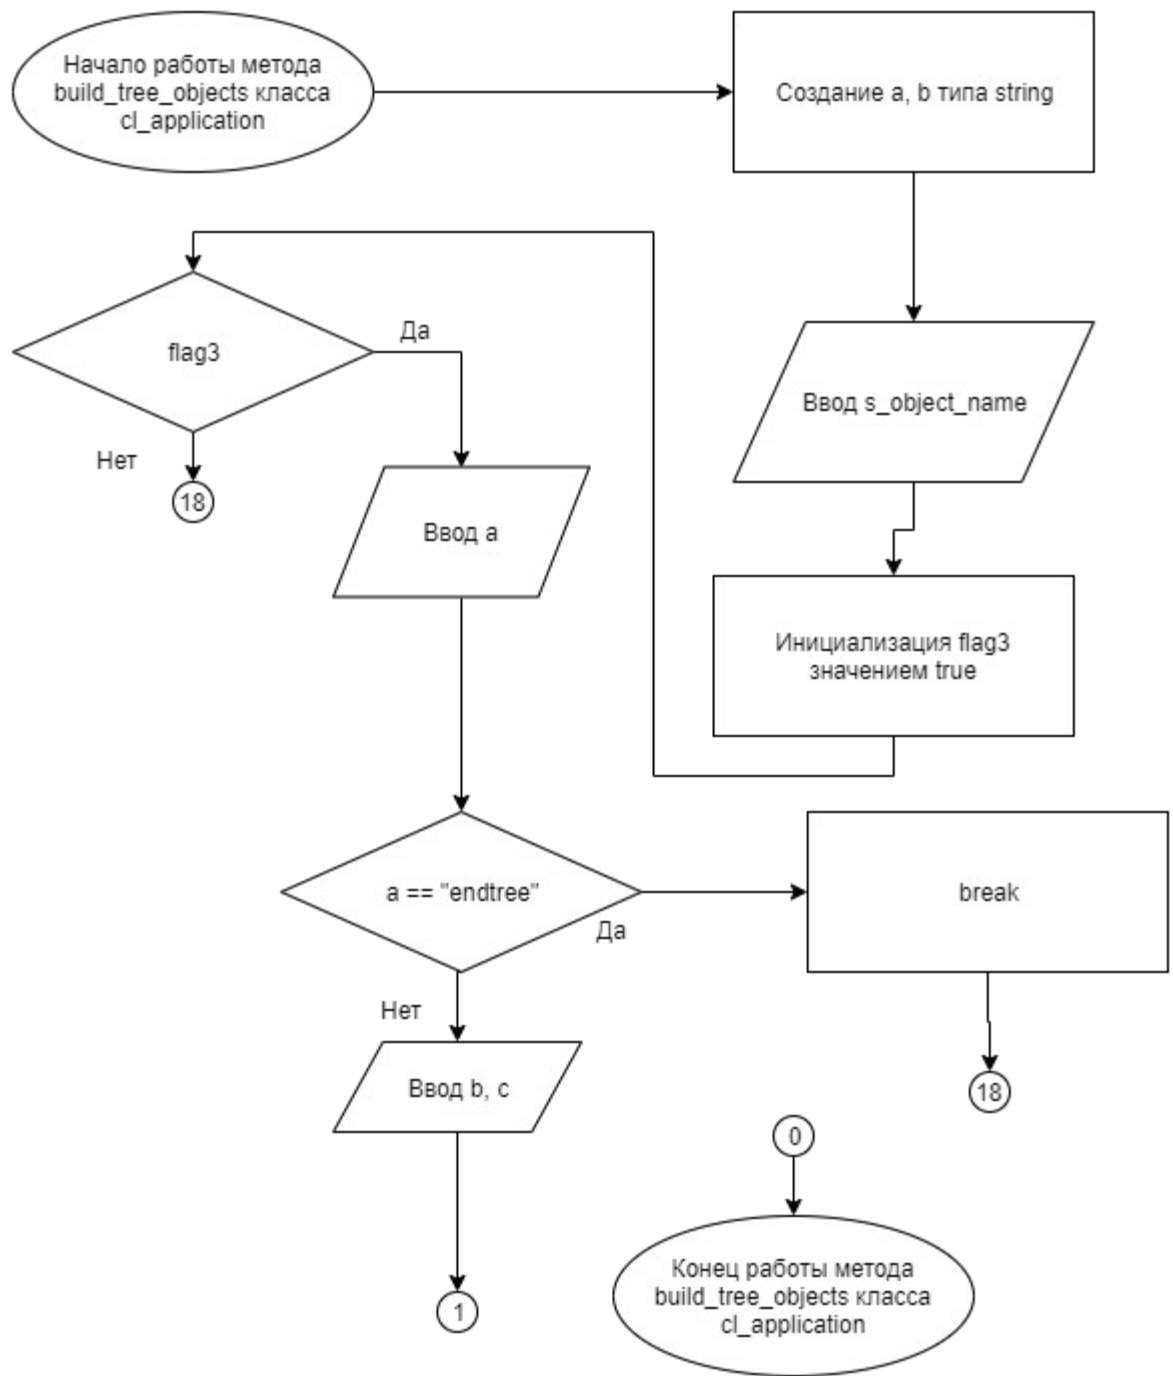 Начало работы метода
build_tree_objects класса
cl_application
Создание a, b типа string
flag3
Да
Ввод s_object_name
Нет
18
Ввод a
Инициализация flag3
значением true
a == "endtree"
Да
break
Нет
Ввод b, c
18
0
1
Конец работы метода
build_tree_objects класса
cl_application